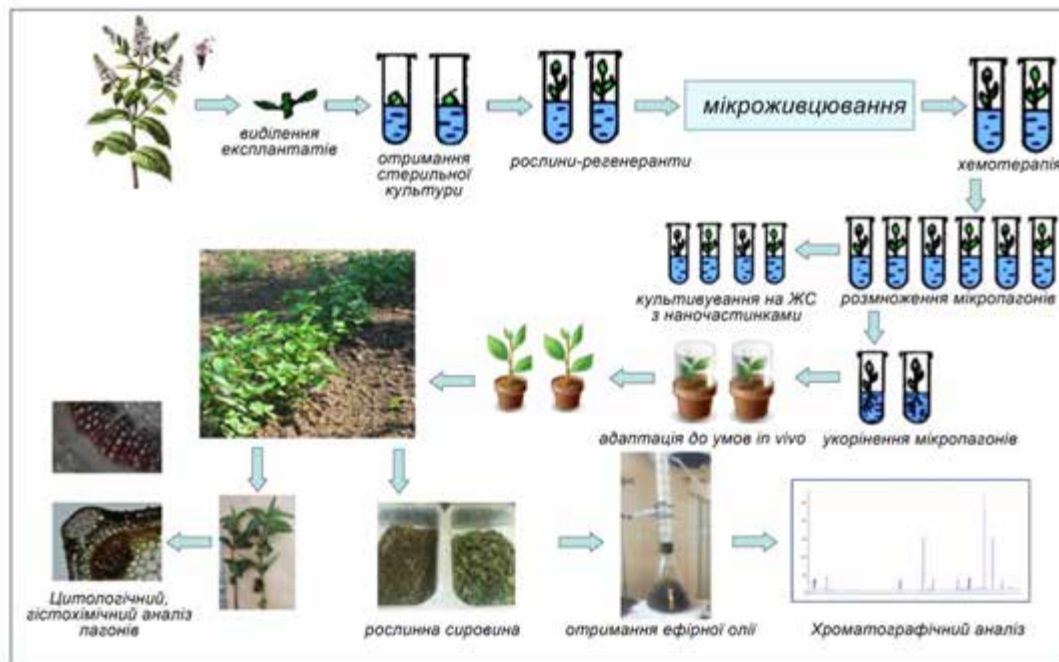 виділення
експлантатів
отримання
стерильної
культури
рослини-регенеранти
мікроживцювання
хемотерапія
культивування на ЖС
з наночастинками
розмноження мікропагонів
адаптація до умов in vivo
укорінення мікропагонів
Цитологічний,
гістохімічний аналіз
пагонів
рослинна сировина
отримання ефірної олії
Хроматографічний аналіз